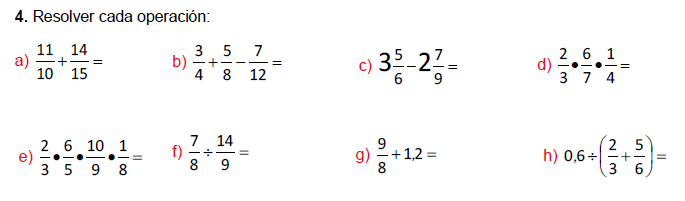 4. Resolver cada operación:
a) 11/10 + 14/15 = b) 3/4 + 5/8 − 7/12 = c) 3 5/6 − 2 7/9 = d) 2/3 • 6/7 • 1/4 =
e) 2/3 • 6/5 • 10/9 • 1/8 = f) 7/8 ÷ 14/9 = g) 9/8 + 1,2 = h) 0,6 ÷ (2/3 + 5/6) =